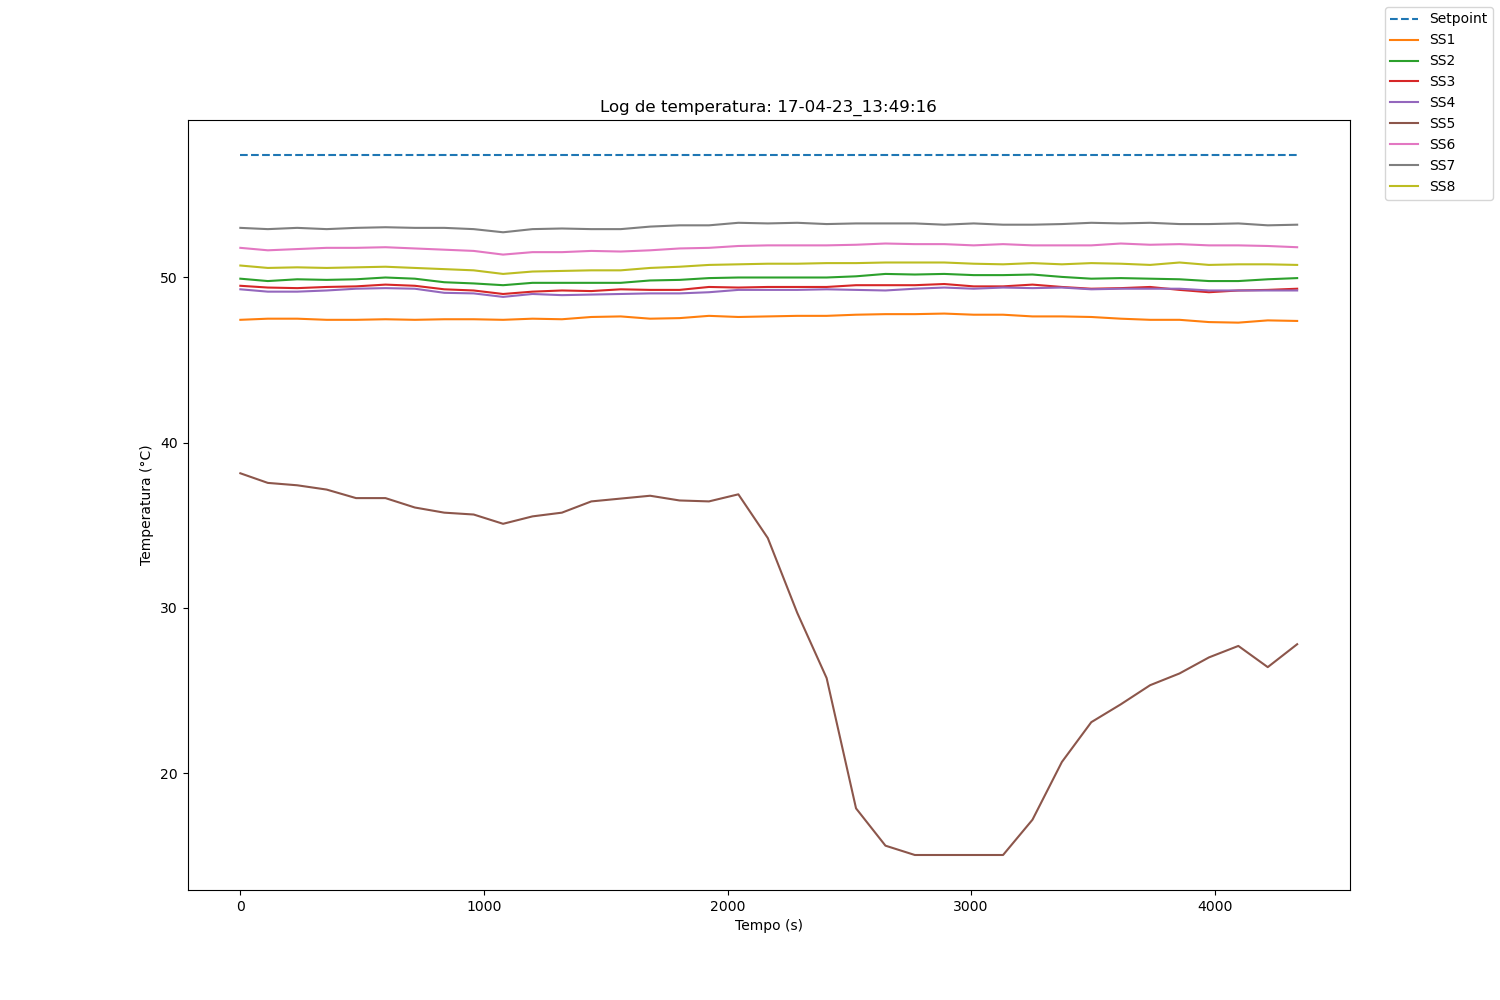 Setpoint
SS1
SS2
SS3
SS4
SS5
SS6
SS7
SS8
Log de temperatura: 17-04-23_13:49:16
Temperatura (°C)
50
40
30
20
0 1000 2000 3000 4000
Tempo (s)